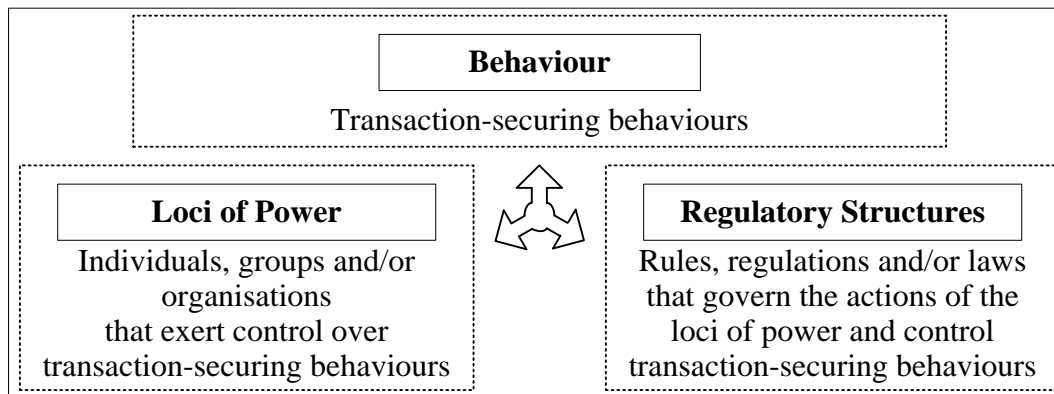 Behaviour
Transaction-securing behaviours
Loci of Power
Individuals, groups and/or
organisations
that exert control over
transaction-securing behaviours
Regulatory Structures
Rules, regulations and/or laws
that govern the actions of the
loci of power and control
transaction-securing behaviours